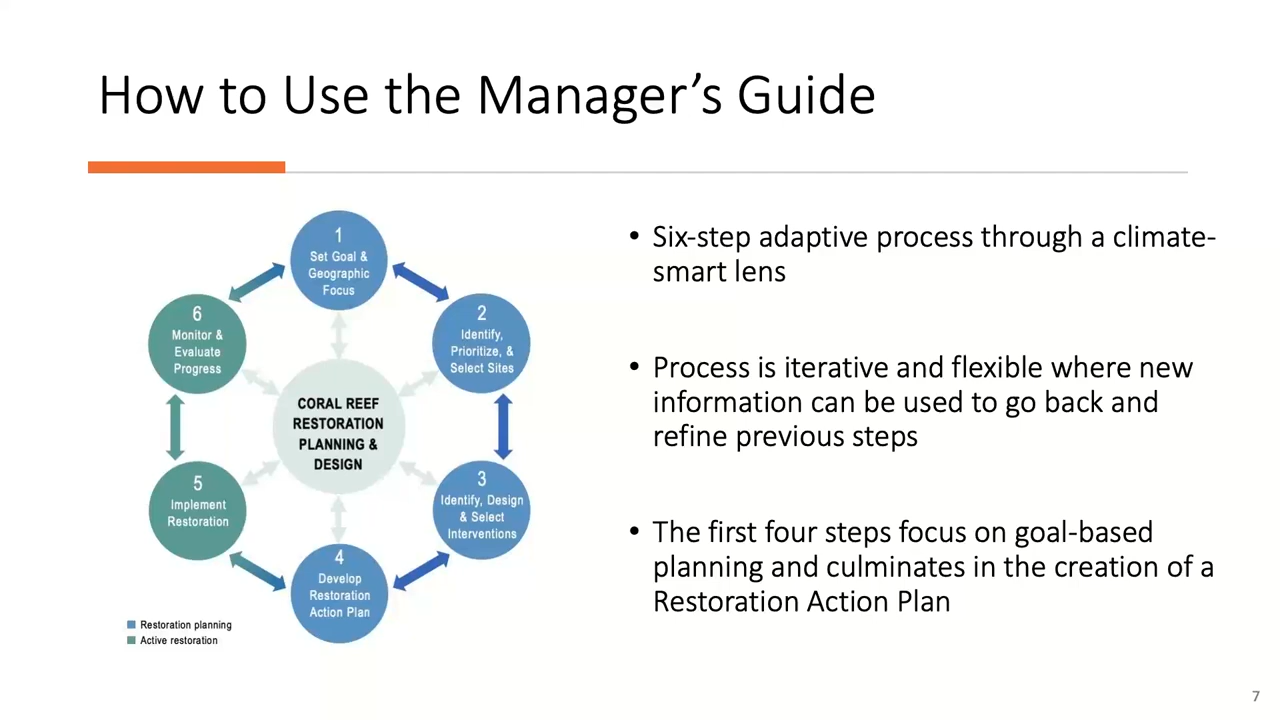 How to Use the Manager’s Guide
1
Set Goal &
Geographic
Focus
2
Identify,
Prioritize, &
Select Sites
3
Identify, Design
& Select
Interventions
4
Develop
Restoration
Action Plan
5
Implement
Restoration
6
Monitor &
Evaluate
Progress
CORAL REEF
RESTORATION
PLANNING &
DESIGN
Restoration planning
Active restoration
• Six-step adaptive process through a climate-
smart lens
• Process is iterative and flexible where new
information can be used to go back and
refine previous steps
• The first four steps focus on goal-based
planning and culminates in the creation of a
Restoration Action Plan
7